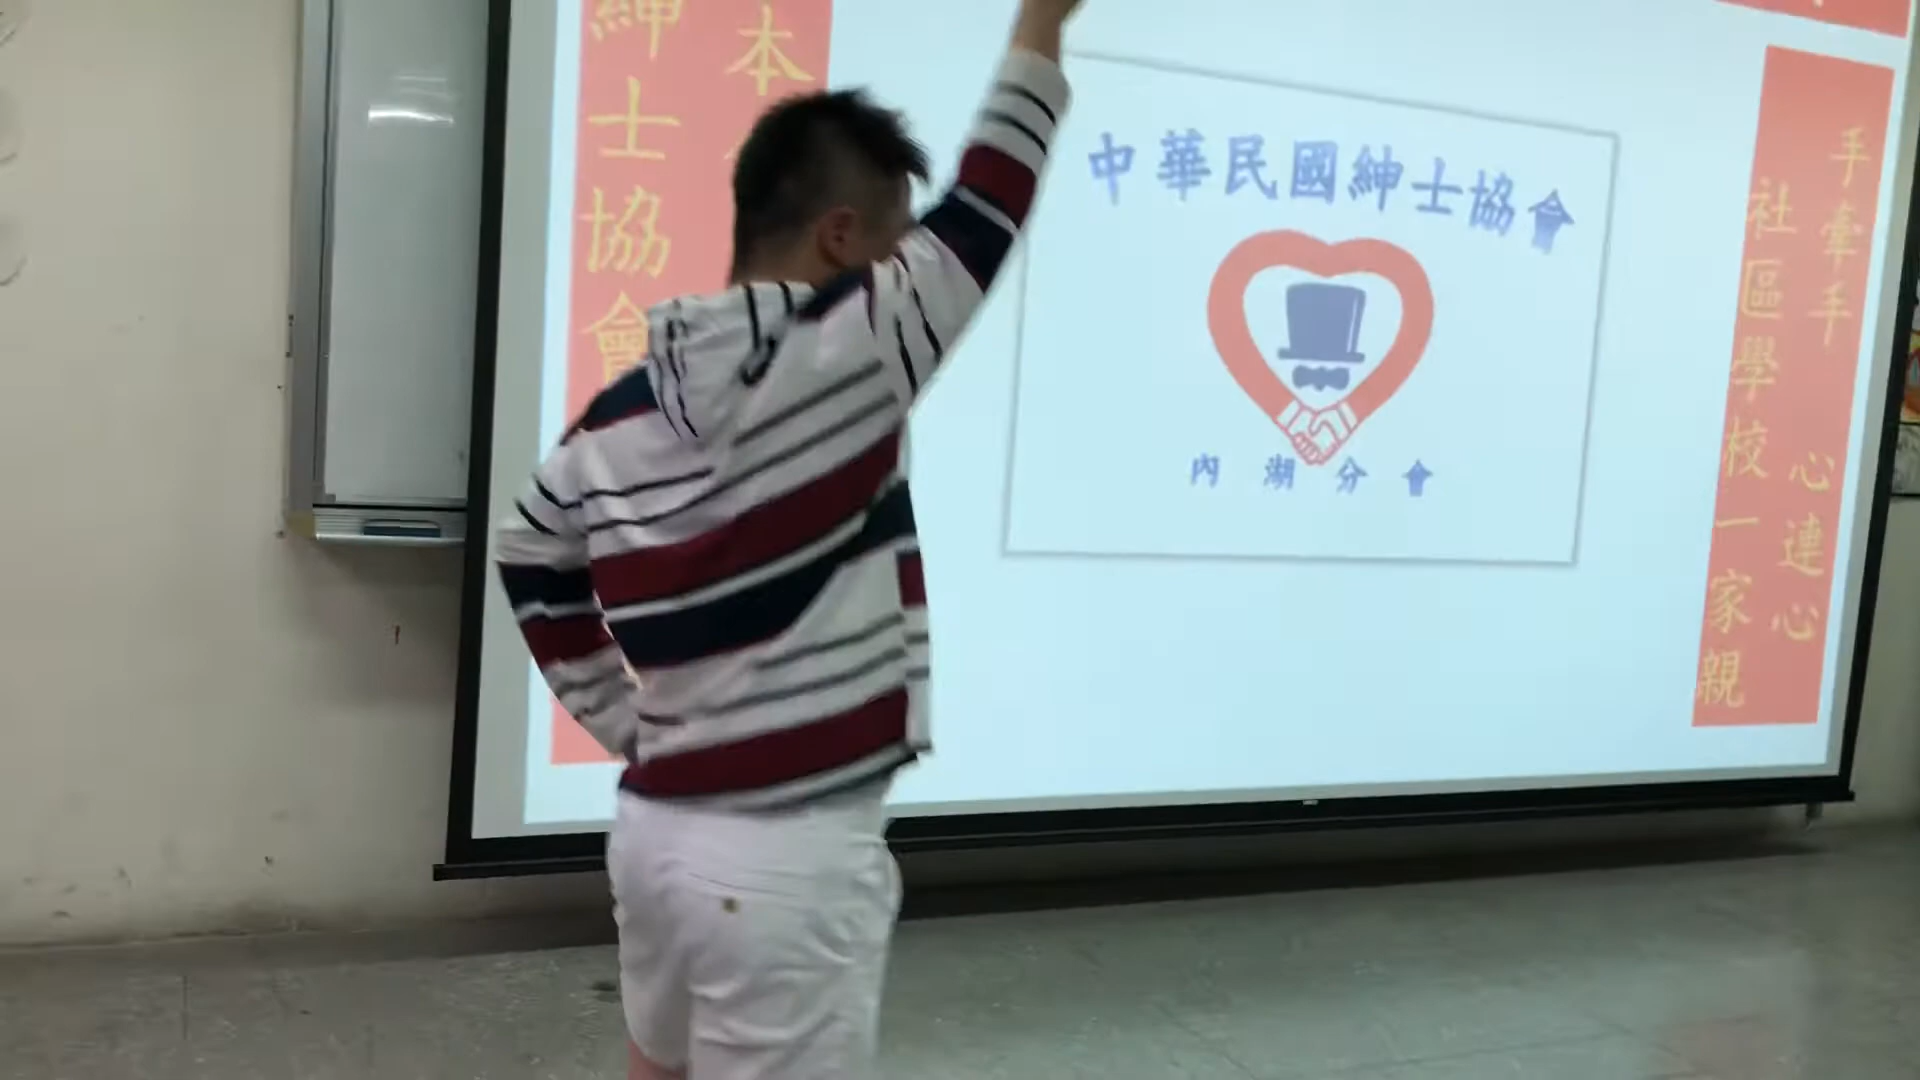 中華民國紳士協會
內湖分會
手牽手 心連心
社區學校一家親
本
紳士協會